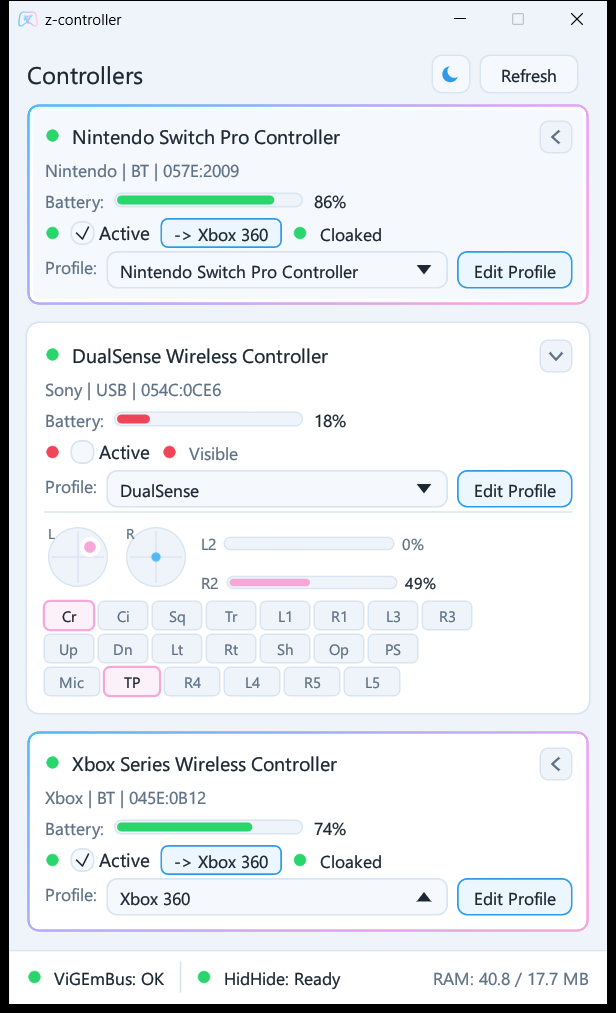 z-controller
Controllers
Refresh
Nintendo Switch Pro Controller
Nintendo | BT | 057E:2009
Battery: 86%
Active -> Xbox 360 Cloaked
Profile: Nintendo Switch Pro Controller Edit Profile
DualSense Wireless Controller
Sony | USB | 054C:0CE6
Battery: 18%
Active Visible
Profile: DualSense Edit Profile
L R L2 0%
R2 49%
Cr Ci Sq Tr L1 R1 L3 R3
Up Dn Lt Rt Sh Op PS
Mic TP R4 L4 R5 L5
Xbox Series Wireless Controller
Xbox | BT | 045E:0B12
Battery: 74%
Active -> Xbox 360 Cloaked
Profile: Xbox 360 Edit Profile
ViGEmBus: OK HidHide: Ready RAM: 40.8 / 17.7 MB